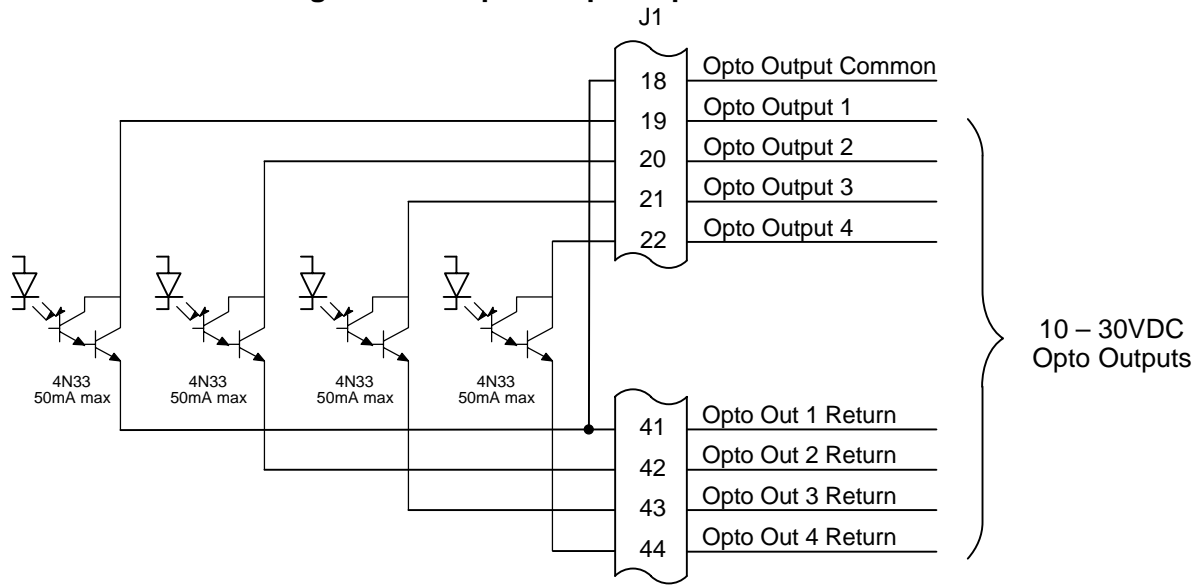 J1
18 Opto Output Common
19 Opto Output 1
20 Opto Output 2
21 Opto Output 3
22 Opto Output 4
4N33
50mA max
4N33
50mA max
4N33
50mA max
4N33
50mA max
10 – 30VDC
Opto Outputs
41 Opto Out 1 Return
42 Opto Out 2 Return
43 Opto Out 3 Return
44 Opto Out 4 Return